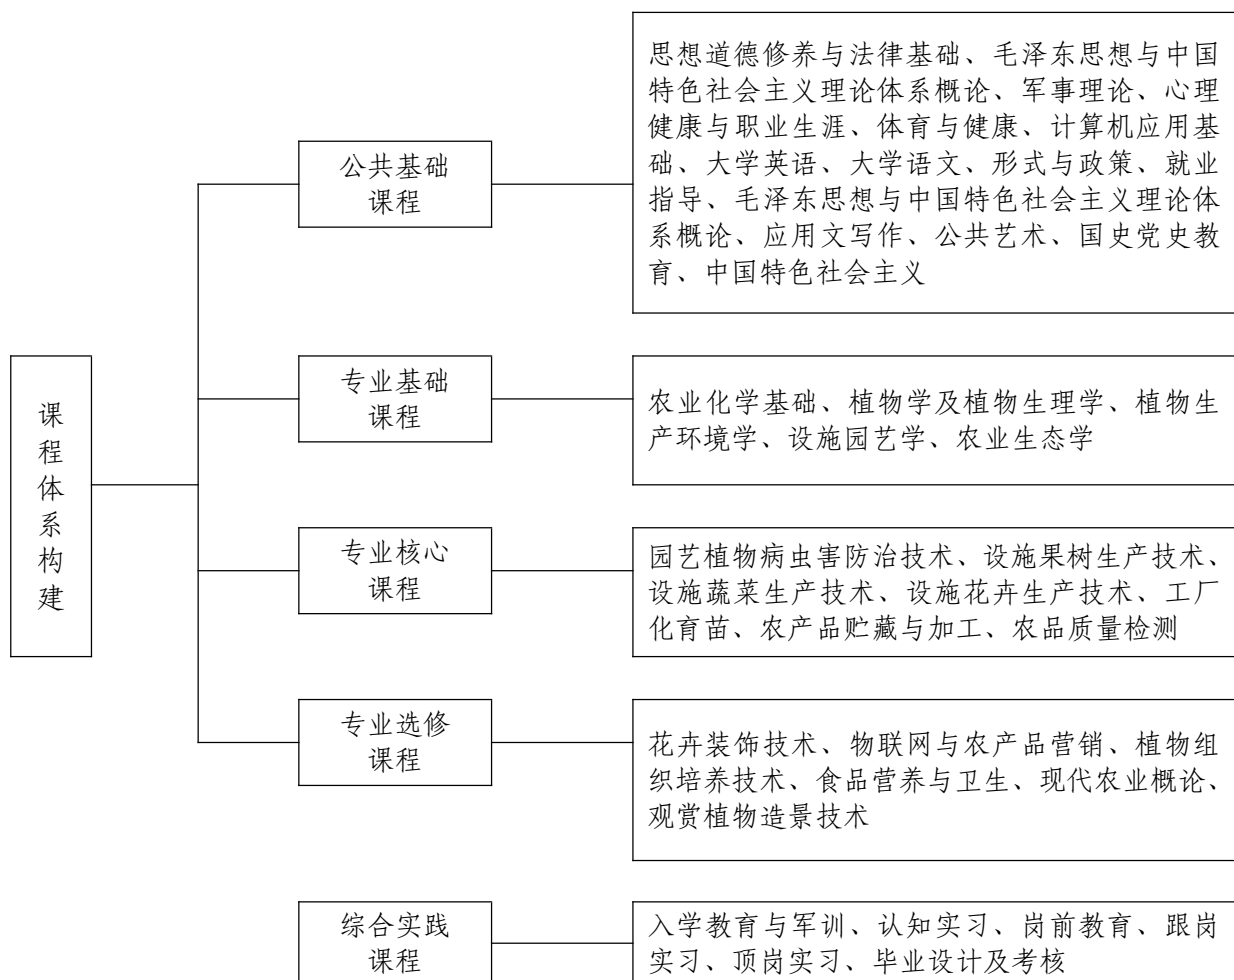 课程体系构建
公共基础
课程
思想道德修养与法律基础、毛泽东思想与中国
特色社会主义理论体系概论、军事理论、心理
健康与职业生涯、体育与健康、计算机应用基
础、大学英语、大学语文、形式与政策、就业
指导、毛泽东思想与中国特色社会主义理论体
系概论、应用文写作、公共艺术、国史党史教
育、中国特色社会主义
专业基础
课程
农业化学基础、植物学及植物生理学、植物生
产环境学、设施园艺学、农业生态学
专业核心
课程
园艺植物病虫害防治技术、设施果树生产技术、
设施蔬菜生产技术、设施花卉生产技术、工厂
化育苗、农产品贮藏与加工、农品质量检测
专业选修
课程
花卉装饰技术、物联网与农产品营销、植物组
织培养技术、食品营养与卫生、现代农业概论、
观赏植物造景技术
综合实践
课程
入学教育与军训、认知实习、岗前教育、跟岗
实习、顶岗实习、毕业设计及考核